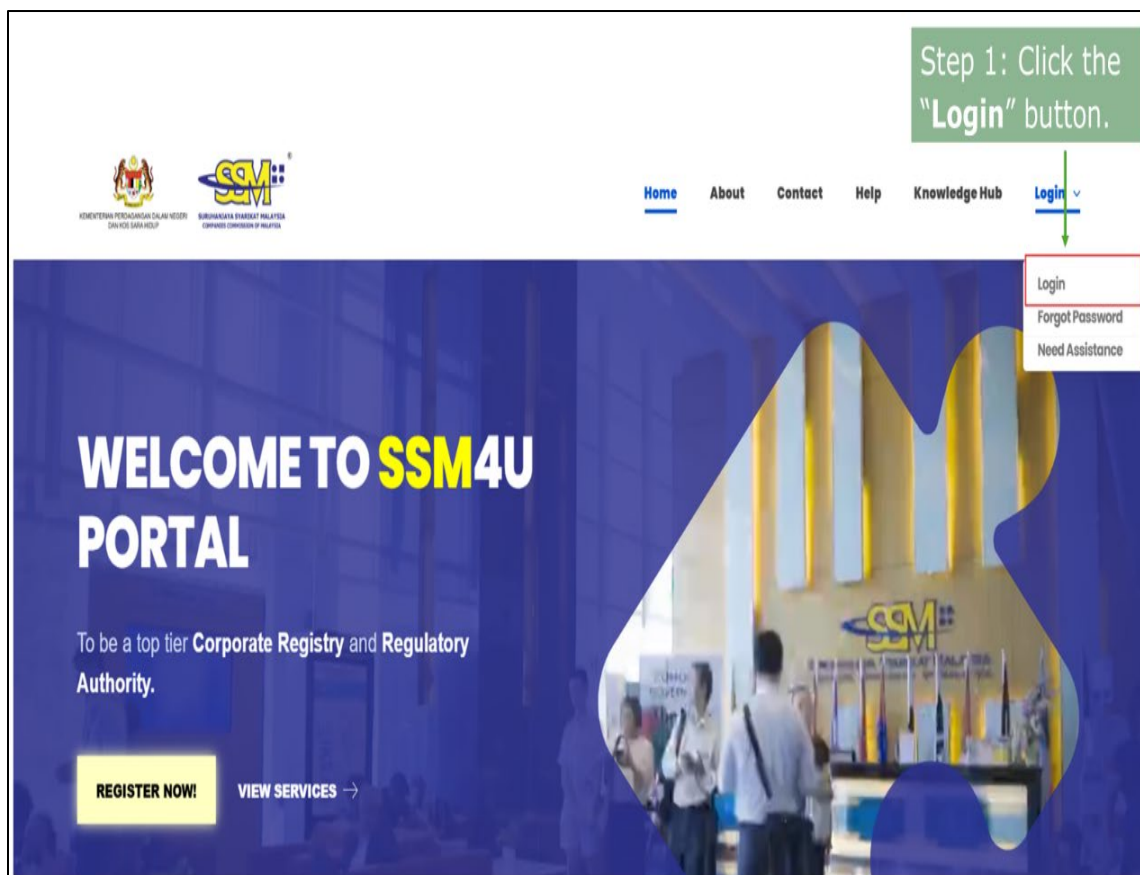 Step 1: Click the
“Login” button.
SSM
®
KEMENTERIAN PERDAGANGAN DALAM NEGERI
DAN KOS SARA HIDUP
SURUHANJAYA SYARIKAT MALAYSIA
COMPANIES COMMISSION OF MALAYSIA
Home About Contact Help Knowledge Hub Login
Login
Forgot Password
Need Assistance
WELCOME TO SSM4U
PORTAL
To be a top tier Corporate Registry and Regulatory
Authority.
REGISTER NOW! VIEW SERVICES →
SSM